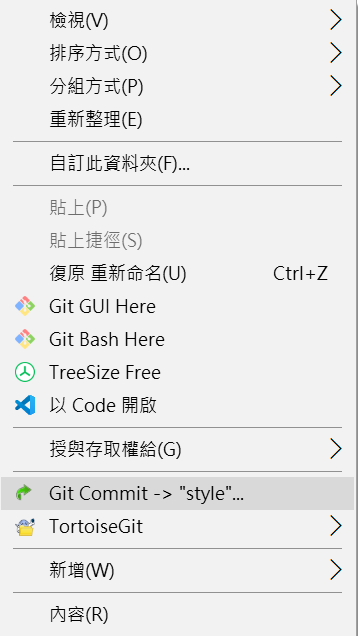 檢視(V)
排序方式(O)
分組方式(P)
重新整理(E)
自訂此資料夾(F)...
貼上(P)
貼上捷徑(S)
復原 重新命名(U) Ctrl+Z
Git GUI Here
Git Bash Here
TreeSize Free
以 Code 開啟
授與存取權給(G)
Git Commit -> "style"...
TortoiseGit
新增(W)
內容(R)